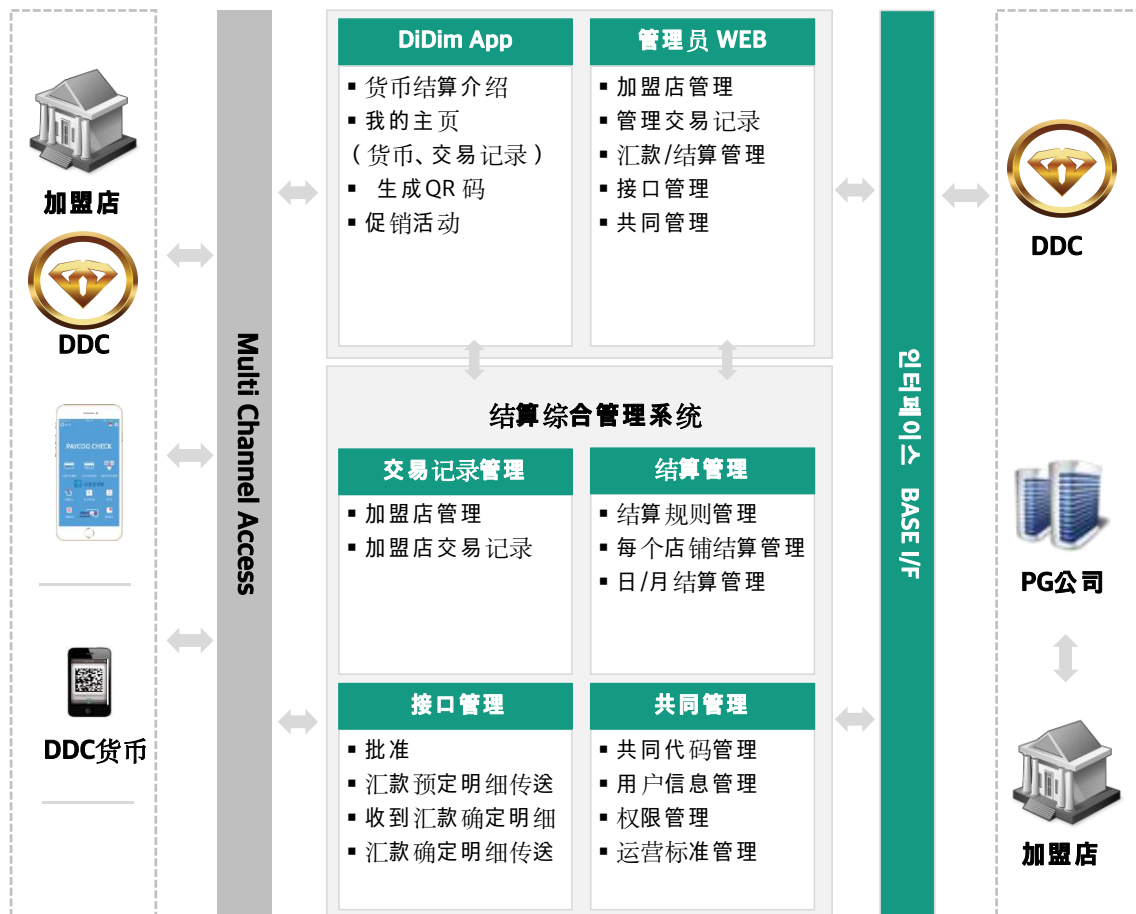 加盟店
DDC
DDC货币
Multi Channel Access
DiDim App
▪ 货币结算介绍
▪ 我的主页
(货币、交易记录)
▪ 生成QR 码
▪ 促销活动
管理员 WEB
▪ 加盟店管理
▪ 管理交易记录
▪ 汇款/结算管理
▪ 接口管理
▪ 共同管理
结算综合管理系统
交易记录管理
▪ 加盟店管理
▪ 加盟店交易记录
结算管理
▪ 结算规则管理
▪ 每个店铺结算管理
▪ 日/月结算管理
接口管理
▪ 批准
▪ 汇款预定明细传送
▪ 收到汇款确定明细
▪ 汇款确定明细传送
共同管理
▪ 共同代码管理
▪ 用户信息管理
▪ 权限管理
▪ 运营标准管理
인터페이스 BASE I/F
DDC
PG公司
加盟店
PAYCOQ CHECK